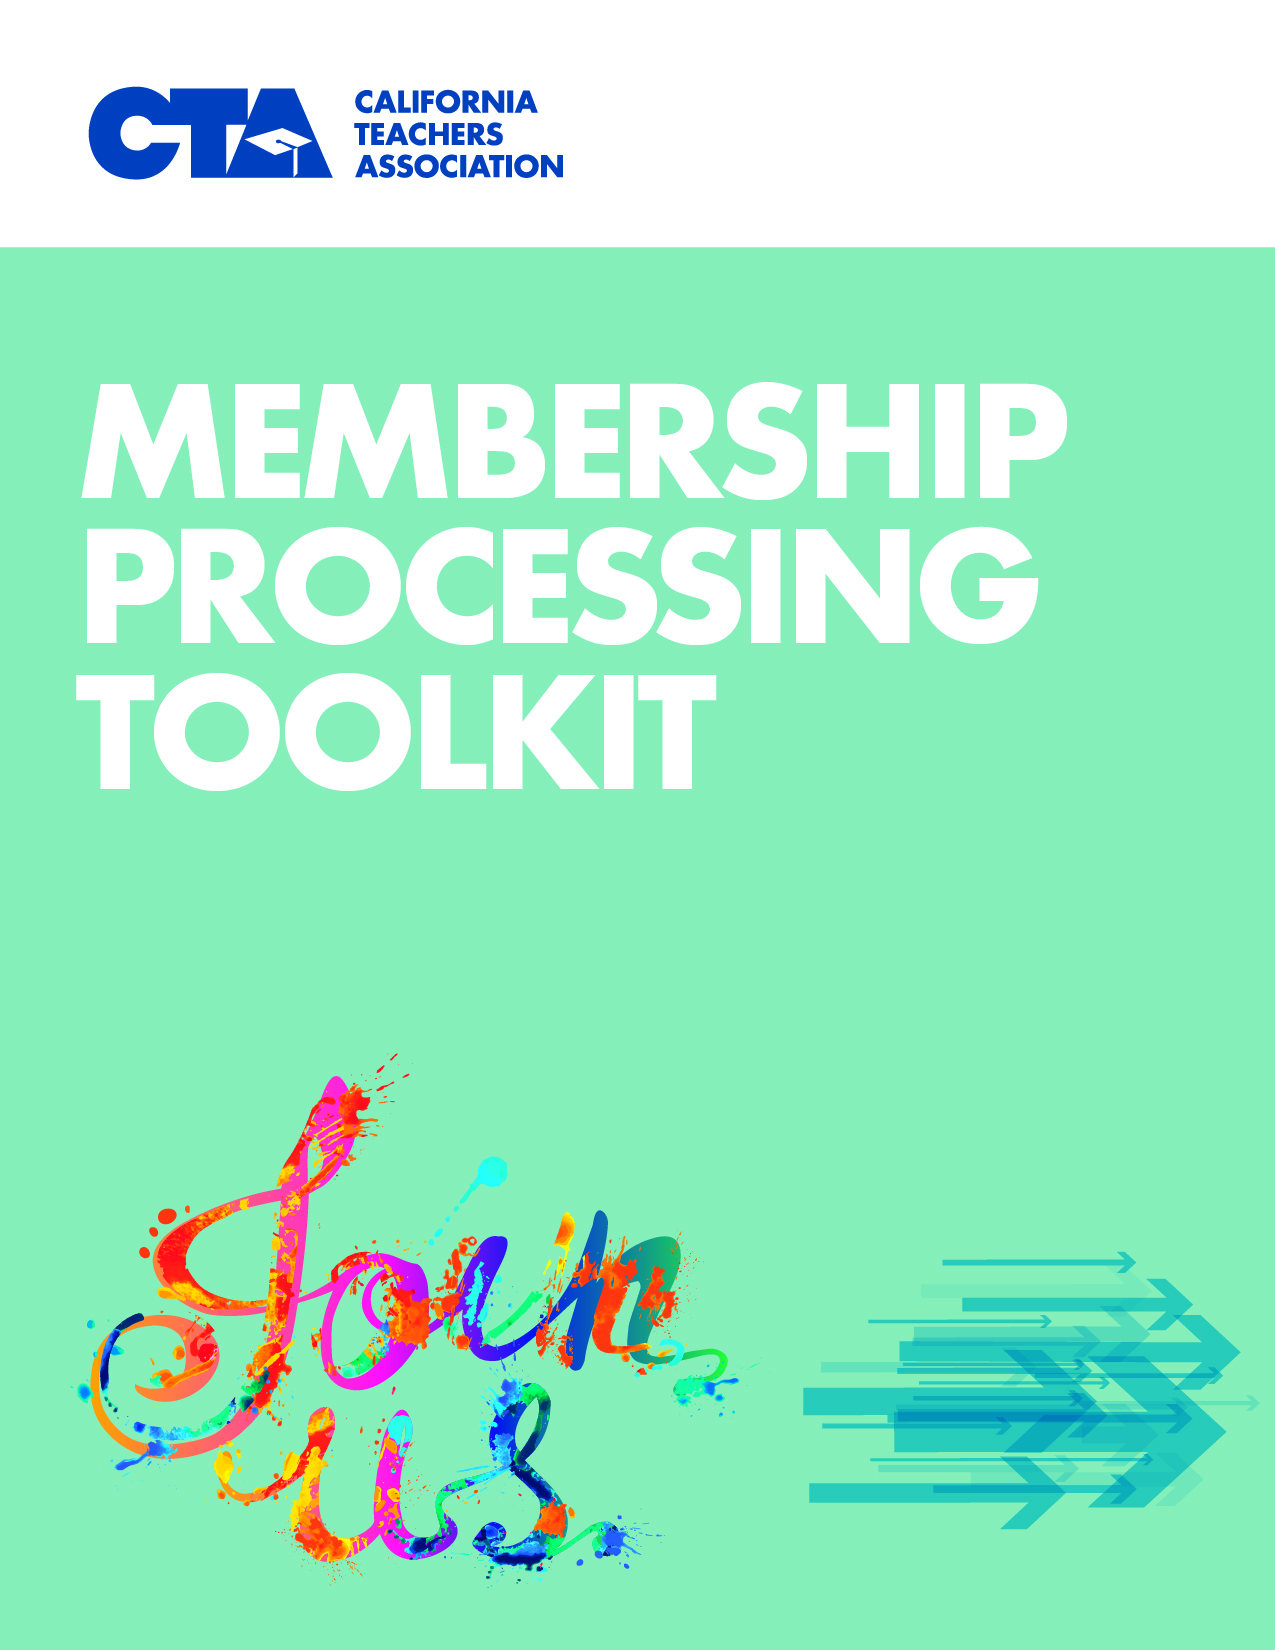 CTA
CALIFORNIA
TEACHERS
ASSOCIATION
MEMBERSHIP
PROCESSING
TOOLKIT
Join
us